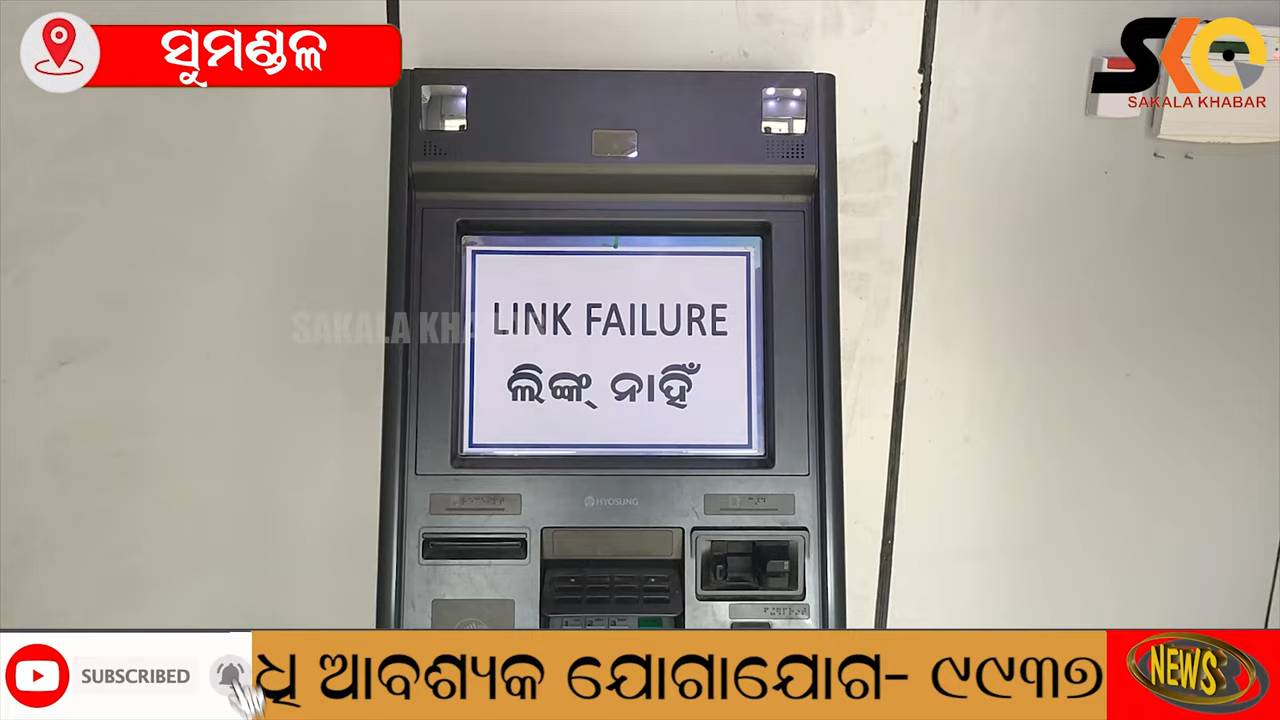 ସୁମଣ୍ଡଳ
SAKALA KHABAR
LINK FAILURE
ଲିଙ୍କ୍ ନାହିଁ
HYOSUNG
SUBSCRIBED
ଧି ଆବଶ୍ୟକ ଯୋଗାଯୋଗ- ୯୯୩୭
NEWS